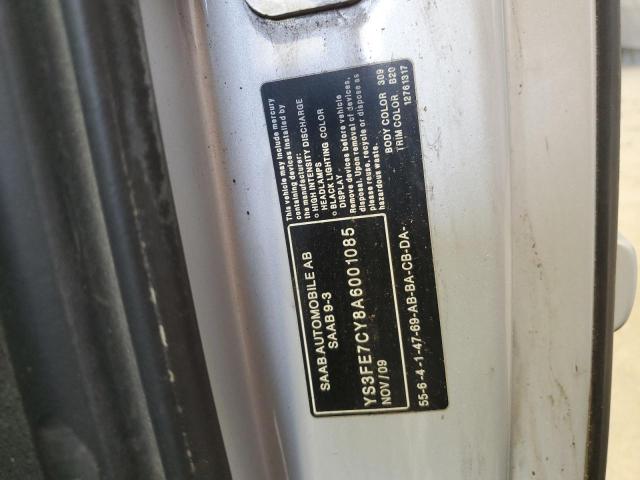 This vehicle may include mercury
containing devices installed by
the manufacturer:
○ HIGH INTENSITY DISCHARGE
HEADLAMPS
○ BLACK LIGHTING COLOR
DISPLAY
Remove devices before vehicle
disposal. Upon removal of devices,
please reuse, recycle or dispose as
hazardous waste.
BODY COLOR 309
TRIM COLOR B20
12761317
SAAB AUTOMOBILE AB
SAAB 9-3
YS3FE7CY8A6001085
NOV/09
55-6-4-1-47-69-AB-BA-CB-DA-